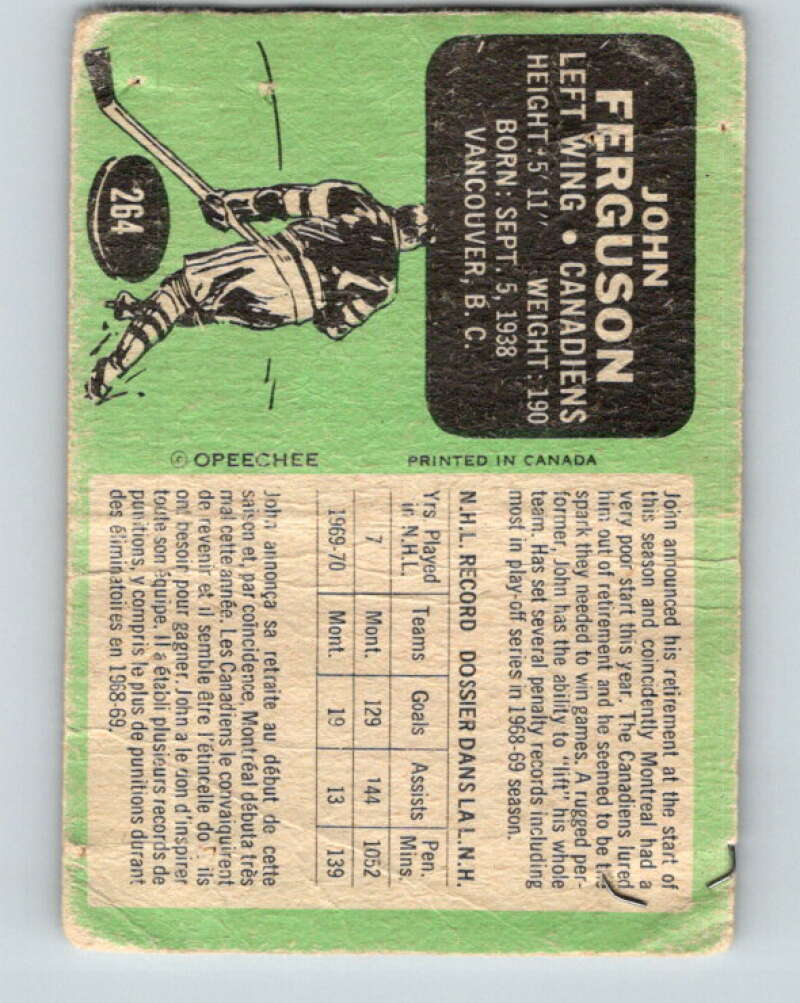 JOHN
FERGUSON
LEFT WING • CANADIENS
HEIGHT: 5' 11" WEIGHT: 190
BORN: SEPT. 5, 1938
VANCOUVER, B. C.
264
© OPEECHEE PRINTED IN CANADA
John announced his retirement at the start of
this season and coincidently Montreal had a
very poor start this year. The Canadiens lured
him out of retirement and he seemed to be the
spark they needed to win games. A rugged per-
former, John has the ability to "lift" his whole
team. Has set several penalty records including
most in play-off series in 1968-69 season.
N.H.L. RECORD DOSSIER DANS LA L.N.H.
Yrs. Played in N.H.L. Teams Goals Assists Pen. Mins.
7 Mont. 129 144 1052
1969-70 Mont. 19 13 139
John annonça sa retraite au début de cette
saison et, par coïncidence, Montréal débuta très
mal cette année. Les Canadiens le convainquirent
de revenir et il semble être l'étincelle dont ils
ont besoin pour gagner. John a le don d'inspirer
toute son équipe. Il a établi plusieurs records de
punitions, y compris le plus de punitions durant
des éliminatoires en 1968-69.